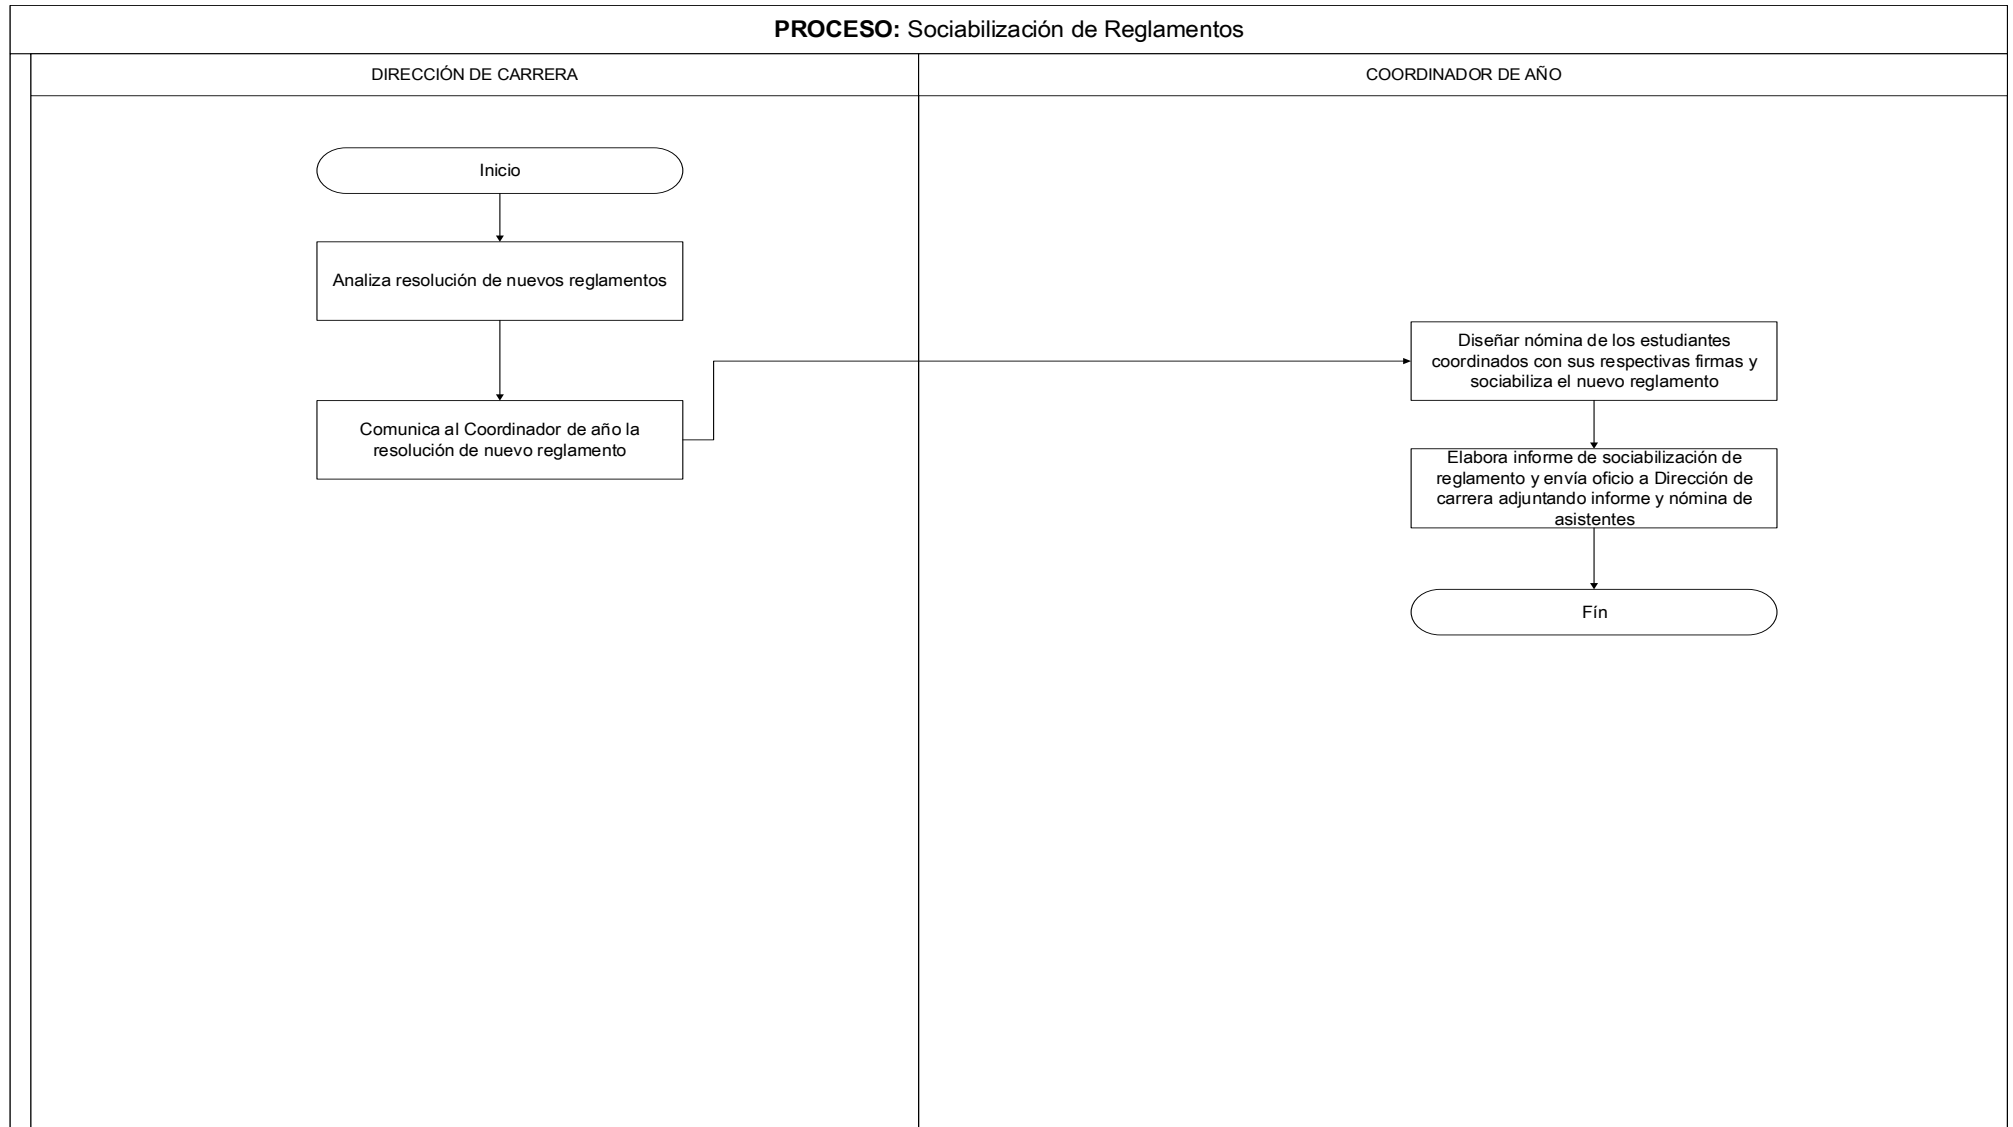 PROCESO: Sociabilización de Reglamentos
DIRECCIÓN DE CARRERA
COORDINADOR DE AÑO
Inicio
Analiza resolución de nuevos reglamentos
Comunica al Coordinador de año la
resolución de nuevo reglamento
Diseñar nómina de los estudiantes
coordinados con sus respectivas firmas y
sociabiliza el nuevo reglamento
Elabora informe de sociabilización de
reglamento y envía oficio a Dirección de
carrera adjuntando informe y nómina de
asistentes
Fín